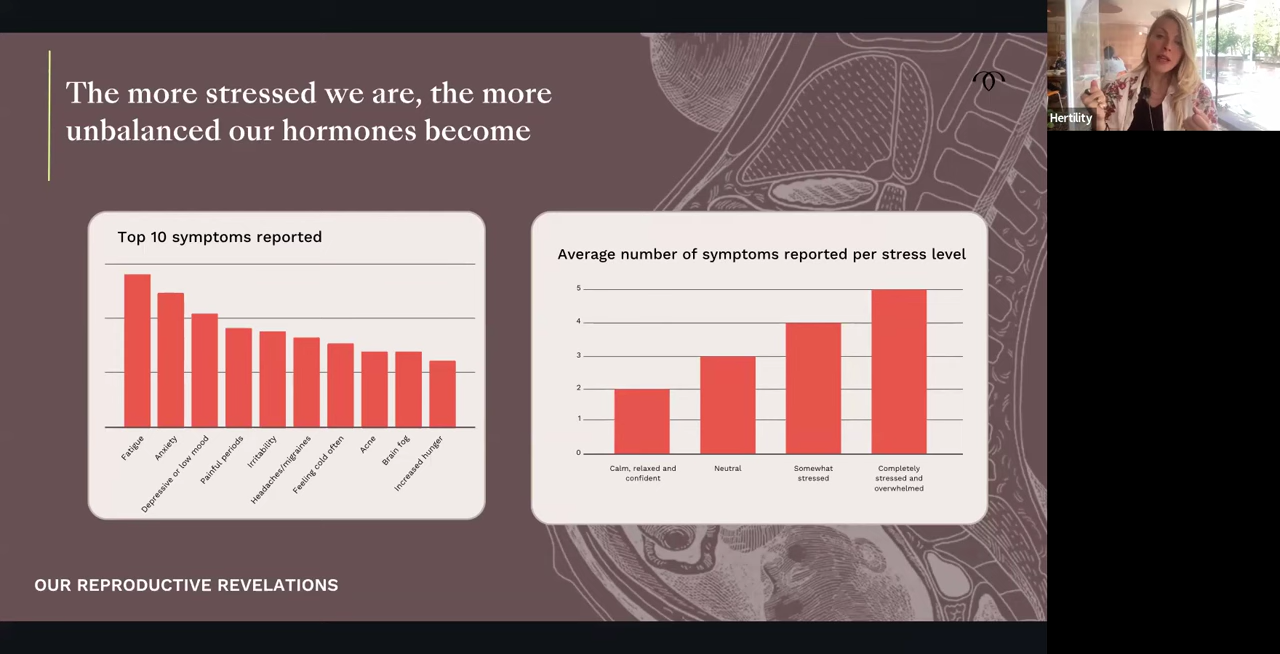 The more stressed we are, the more
unbalanced our hormones become
Top 10 symptoms reported
Fatigue
Anxiety
Depressive or low mood
Painful periods
Irritability
Headaches/migraines
Feeling cold often
Acne
Brain fog
Increased hunger
Average number of symptoms reported per stress level
5
4
3
2
1
0
Calm, relaxed and
confident
Neutral
Somewhat
stressed
Completely
stressed and
overwhelmed
OUR REPRODUCTIVE REVELATIONS
Hertility